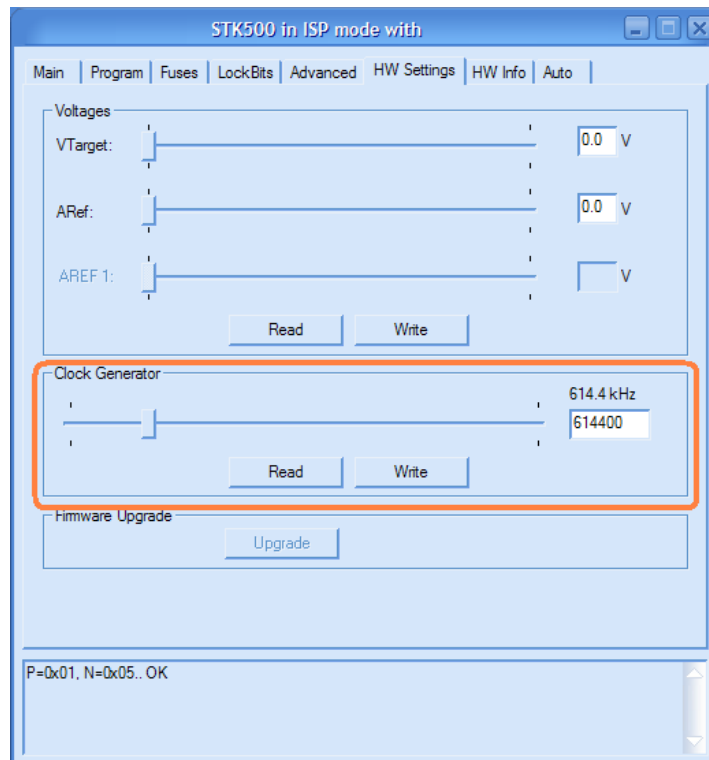 STK500 in ISP mode with
Main Program Fuses LockBits Advanced HW Settings HW Info Auto
Voltages
VTarget: 0.0 V
ARef: 0.0 V
AREF 1: V
Read Write
Clock Generator
614.4 kHz
614400
Read Write
Firmware Upgrade
Upgrade
P=0x01, N=0x05.. OK